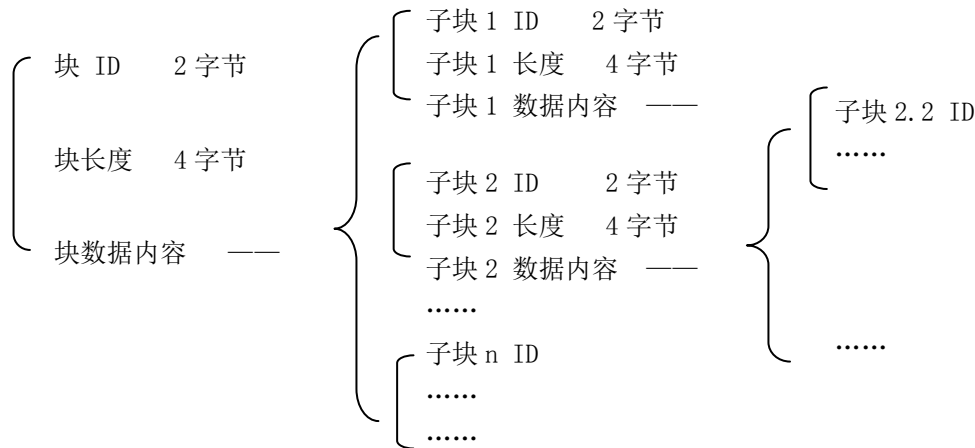 块 ID 2 字节
块长度 4 字节
块数据内容 ——
子块 1 ID 2 字节
子块 1 长度 4 字节
子块 1 数据内容 ——
子块 2 ID 2 字节
子块 2 长度 4 字节
子块 2 数据内容 ——
……
子块 n ID
……
……
子块 2.2 ID
……
……